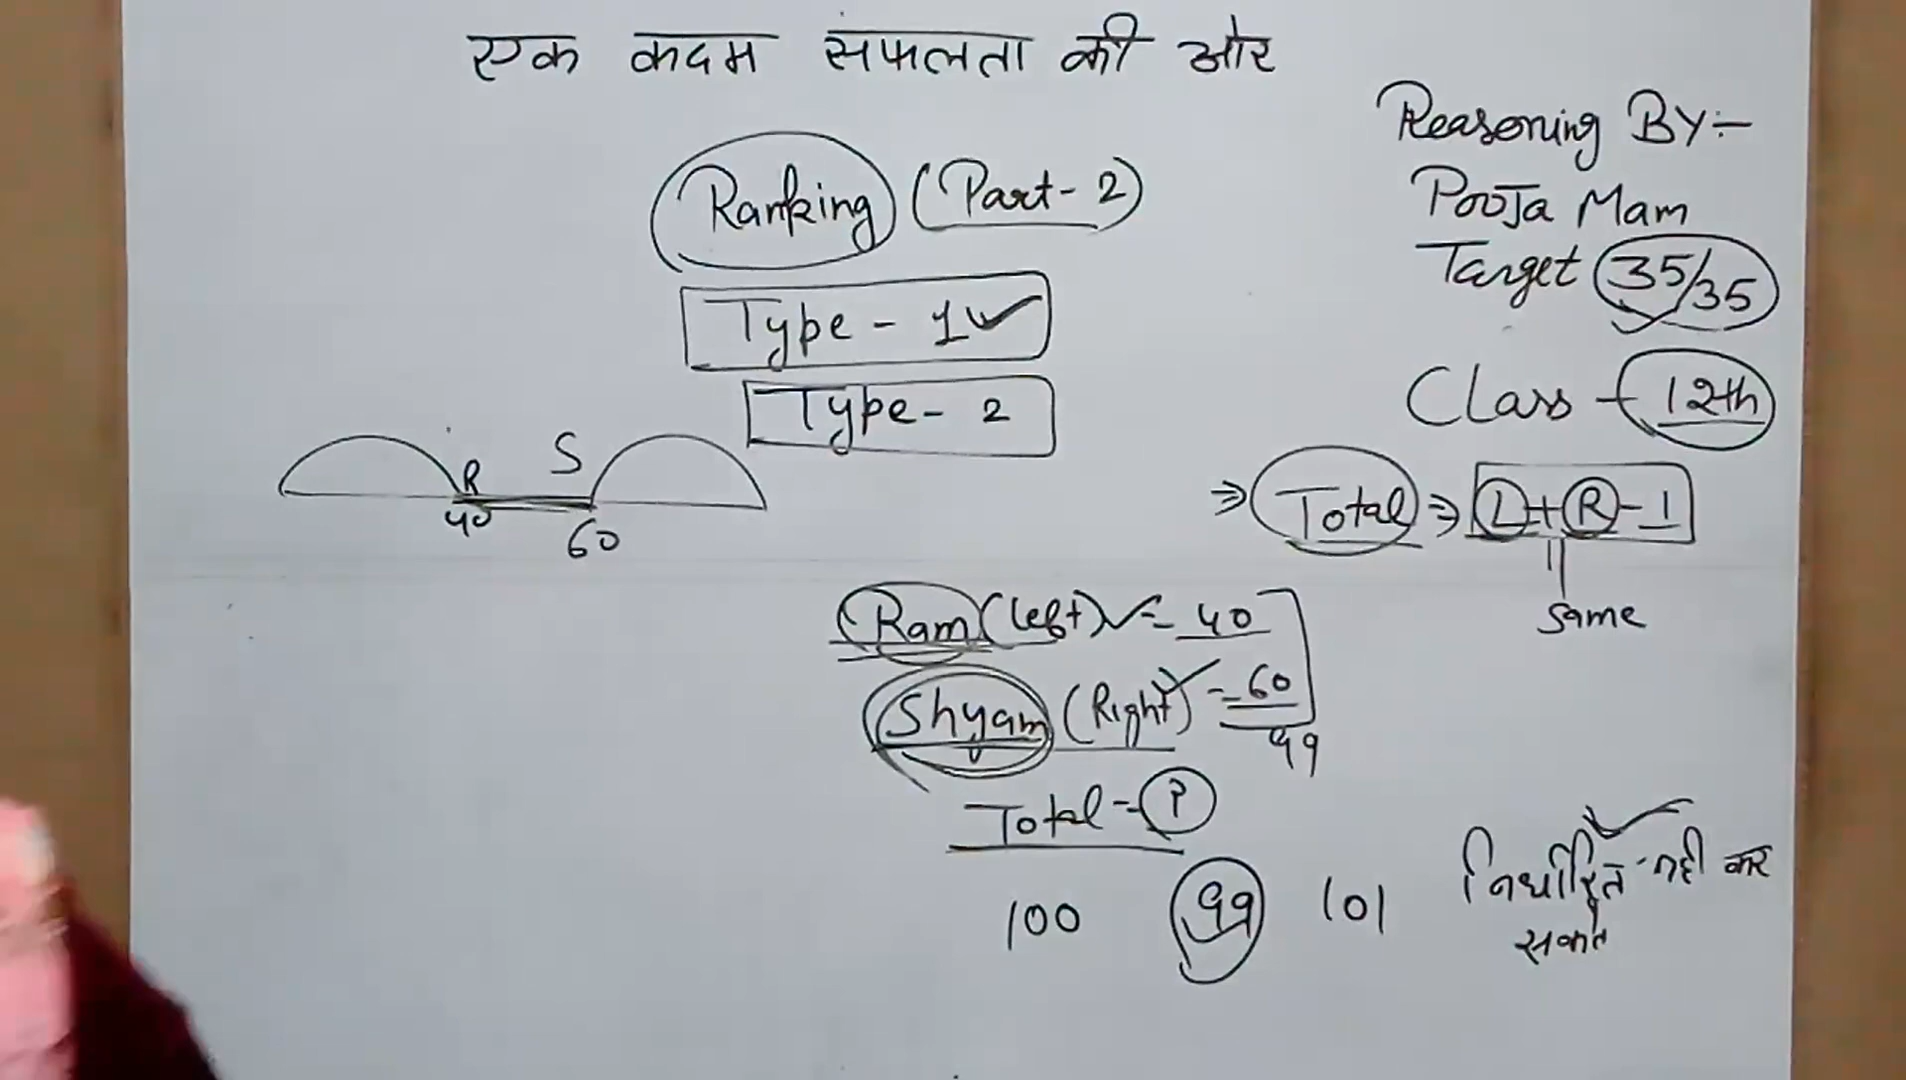 एक कदम सफलता की ओर
Reasoning BY:-
Pooja Mam
Target 35/35
Class - 12th
Ranking (Part-2)
Type - 1
Type - 2
R S
40 60
⇒ Total ⇒ L+R-1
Same
Ram (left) = 40
Shyam (Right) = 60
99
Total = ?
100 99 101 निर्धारित नही कर
सकते